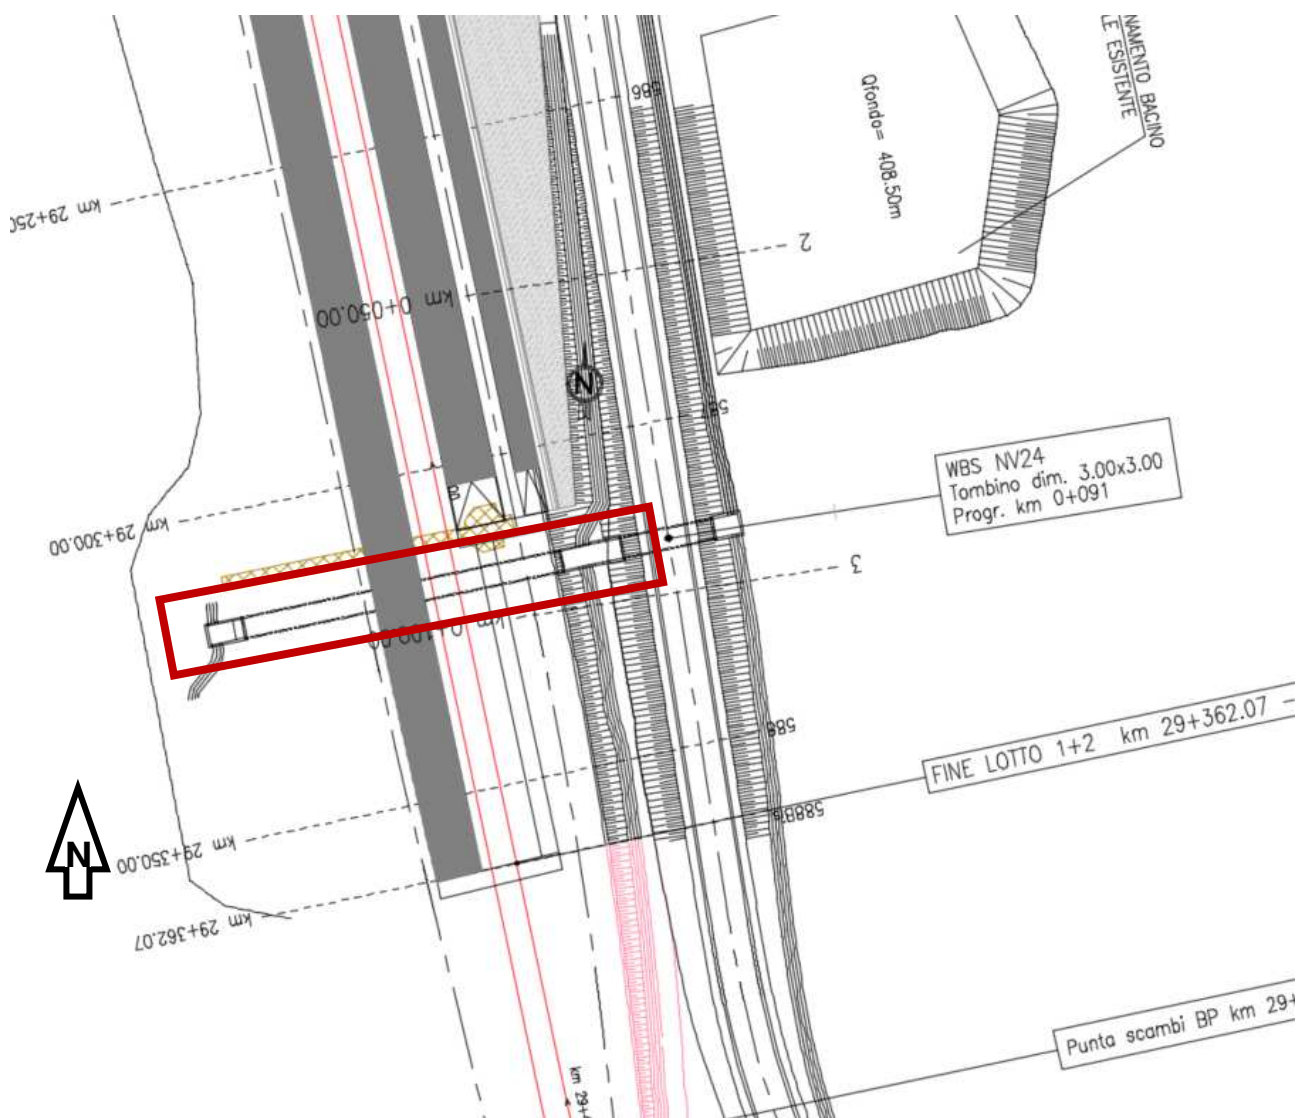 NAMENTO BACINO
LE ESISTENTE
586
Qfondo= 408.50m
km 29+250
2
km 0+050.00
N
587
WBS NV24
Tombino dim. 3.00x3.00
Progr. km 0+091
km 29+300.00
3
km 0+100.00
588
FINE LOTTO 1+2 km 29+362.07 -
N
km 29+350.00
km 29+362.07
Punta scambi BP km 29+
km 29+